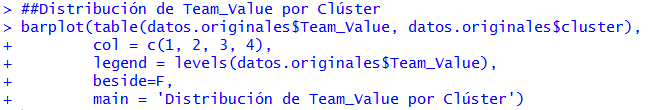 > ##Distribución de Team_Value por Clúster
> barplot(table(datos.originales$Team_Value, datos.originales$cluster),
+         col = c(1, 2, 3, 4),
+         legend = levels(datos.originales$Team_Value),
+         beside=F,
+         main = 'Distribución de Team_Value por Clúster')